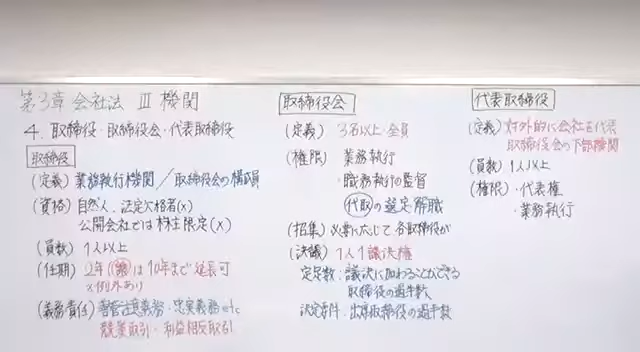 第3章 会社法 Ⅲ 機関
4. 取締役・取締役会・代表取締役
取締役
(定義) 業務執行機関／取締役会の構成員
(資格) 自然人、法定欠格者(×)
公開会社では株主限定(×)
(員数) 1人以上
(任期) 2年 は10年まで延長可
※例外あり
(義務責任) 善管注意義務・忠実義務 etc
競業取引・利益相反取引
取締役会
(定義) 3名以上・全員
(権限) 業務執行
・職務執行の監督
代取の選定・解職
(招集) 必要に応じて各取締役が
(決議) 1人1議決権
定足数:議決に加わることができる
取締役の過半数
決定要件:出席取締役の過半数
代表取締役
(定義) 対外的に会社を代表
取締役会の下部機関
(員数) 1人以上
(権限)・代表権
・業務執行